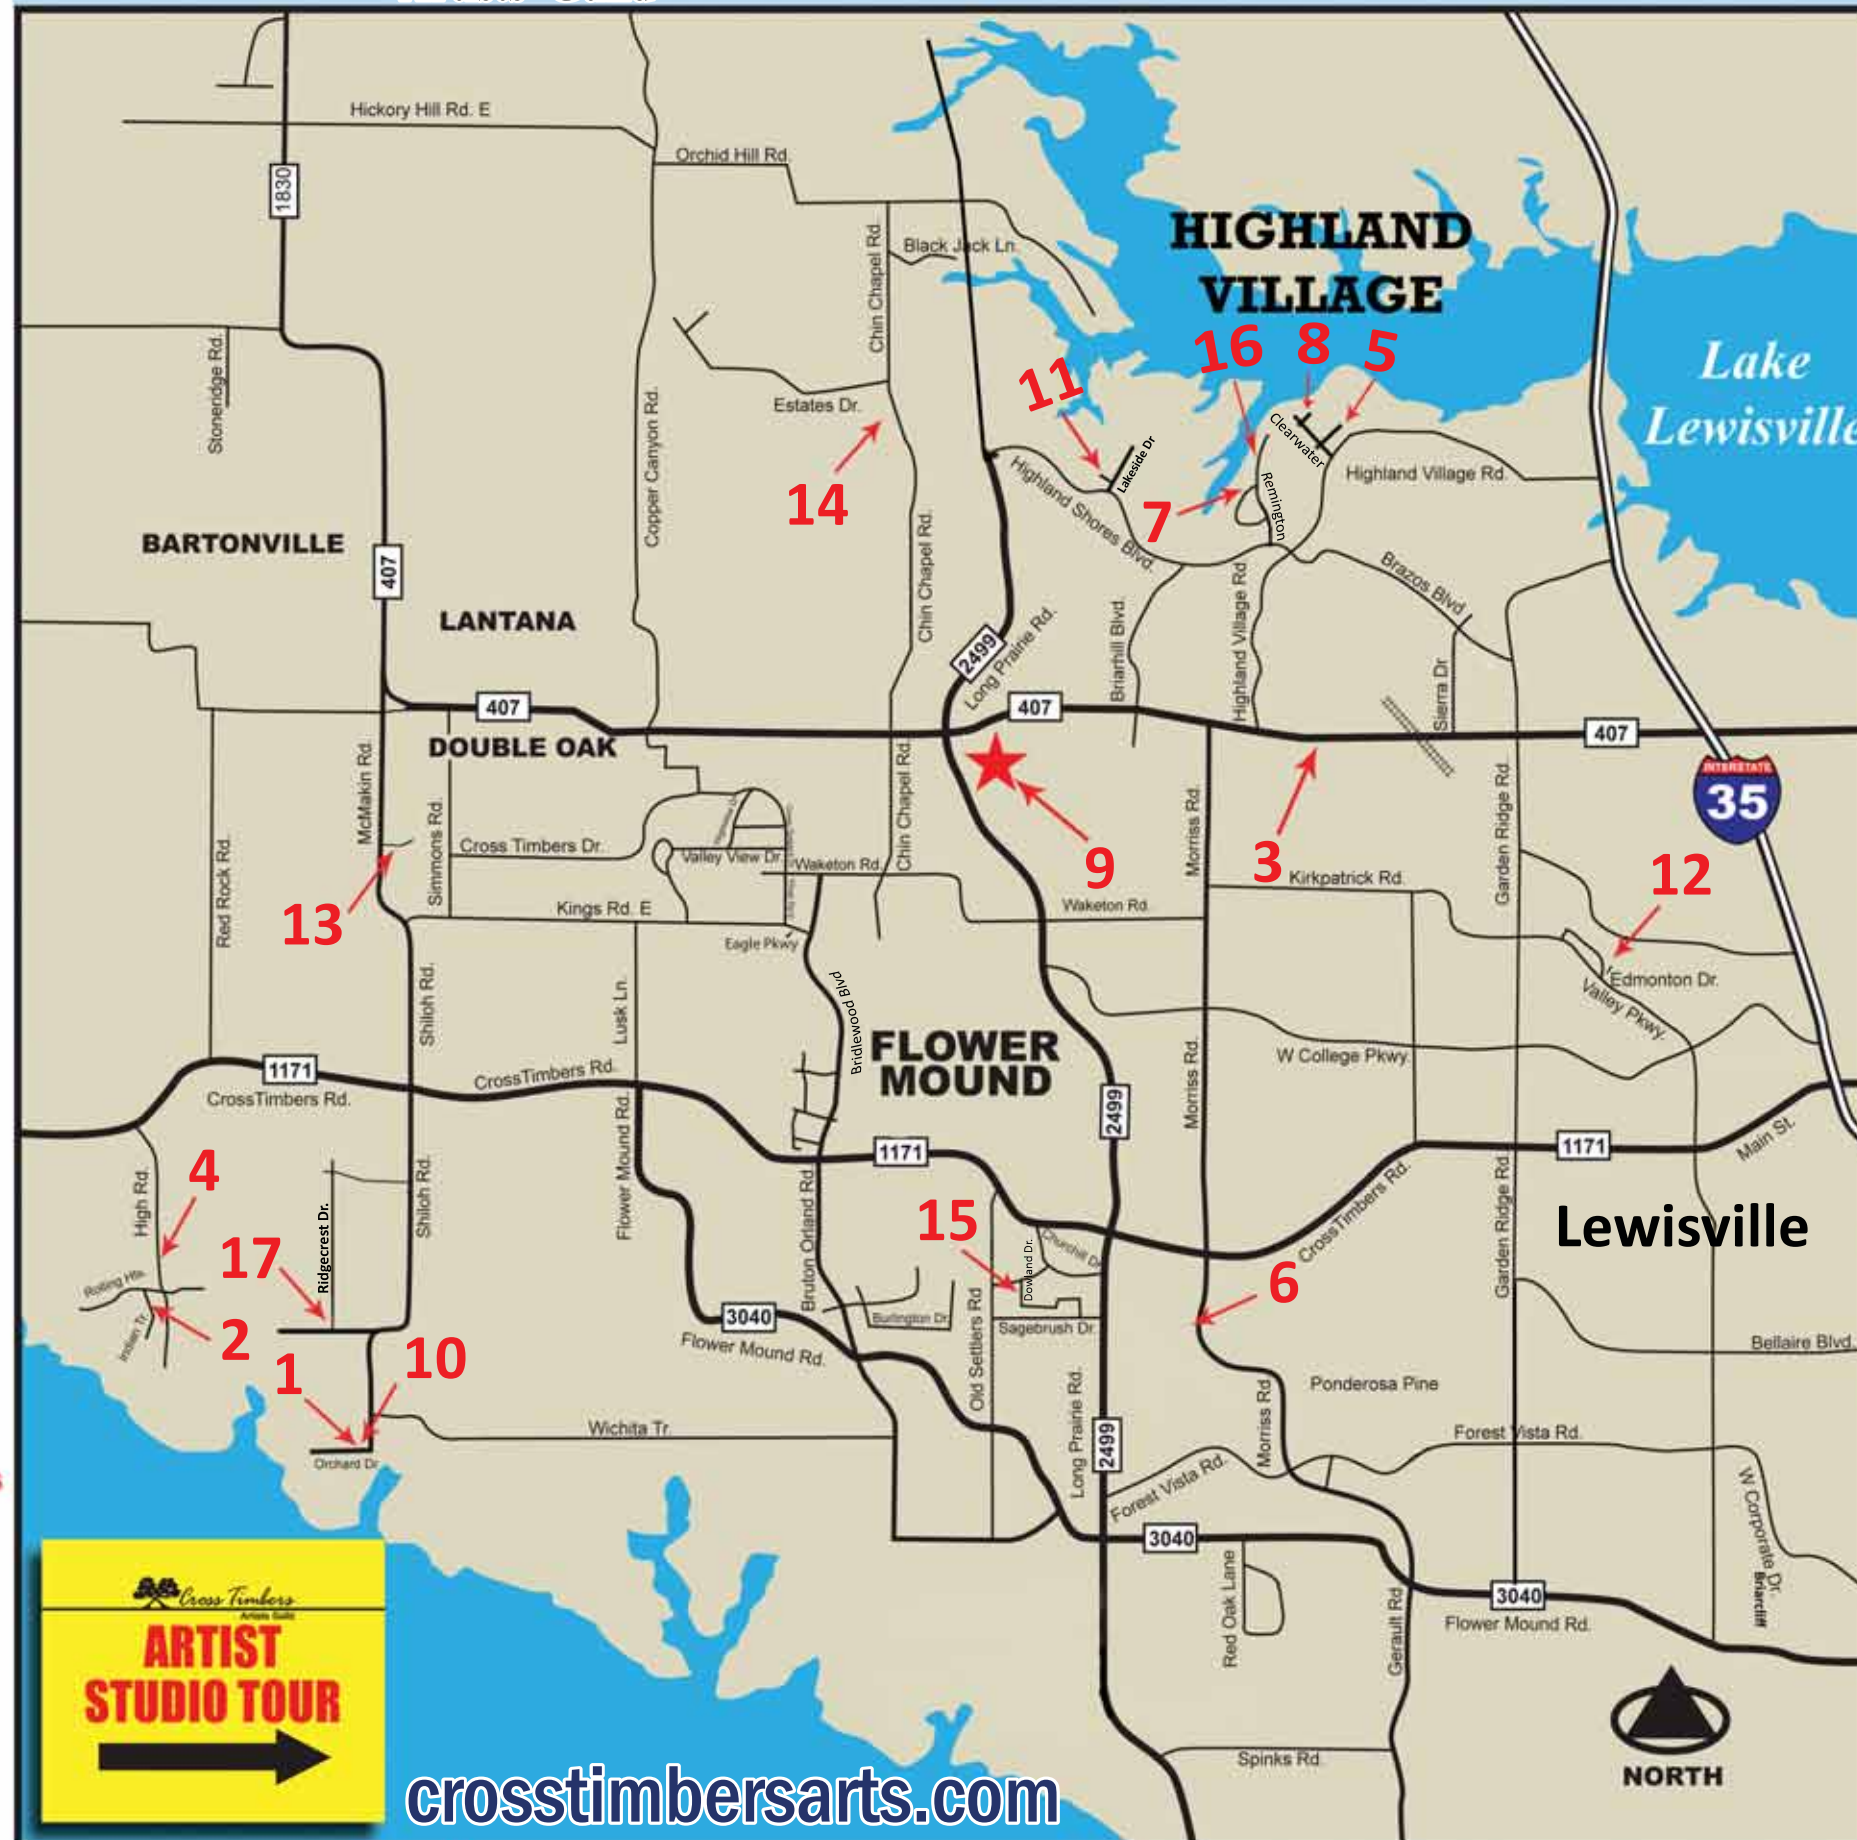 Hickory Hill Rd. E
Orchid Hill Rd.
1830
Chin Chapel Rd.
Black Jack Ln.
HIGHLAND
VILLAGE
16
8
5
11
Lake
Lewisville
Stoneridge Rd.
Copper Canyon Rd.
Estates Dr.
14
Highland Shores Blvd.
Lakeside Dr
Clearwater
Remington
7
Highland Village Rd.
BARTONVILLE
407
LANTANA
Chin Chapel Rd.
2499
Long Prairie Rd.
Briarhill Blvd.
Highland Village Rd.
Brazos Blvd
Sierra Dr
407
407
407
DOUBLE OAK
McMakin Rd.
Simmons Rd.
Cross Timbers Dr.
Valley View Dr.
Waketon Rd.
Chin Chapel Rd.
9
Morriss Rd.
3
Kirkpatrick Rd.
Garden Ridge Rd.
INTERSTATE
35
12
Red Rock Rd.
13
Kings Rd. E
Eagle Pkwy
Waketon Rd.
Edmonton Dr.
Valley Pkwy.
Shiloh Rd.
Lusk Ln.
Bridlewood Blvd
FLOWER
MOUND
W College Pkwy.
1171
CrossTimbers Rd.
CrossTimbers Rd.
2499
Morriss Rd.
1171
1171
Main St.
High Rd.
4
Shiloh Rd.
Flower Mound Rd.
Bruton Orland Rd.
15
Churchill Dr.
Dowland Dr.
CrossTimbers Rd.
Garden Ridge Rd.
Lewisville
17
Ridgecrest Dr.
Rolling Hls.
Indian Tr.
2
6
3040
Flower Mound Rd.
Burlington Dr.
Old Settlers Rd
Sagebrush Dr.
Bellaire Blvd.
1
10
Orchard Dr
Wichita Tr.
Long Prairie Rd.
2499
Morriss Rd
Ponderosa Pine
Forest Vista Rd.
Forest Vista Rd.
W Corporate Dr.
Briarcliff
3040
Red Oak Lane
Gerault Rd.
3040
Flower Mound Rd.
Spinks Rd.
NORTH
Cross Timbers
Artists Guild
ARTIST
STUDIO TOUR
crosstimbersarts.com